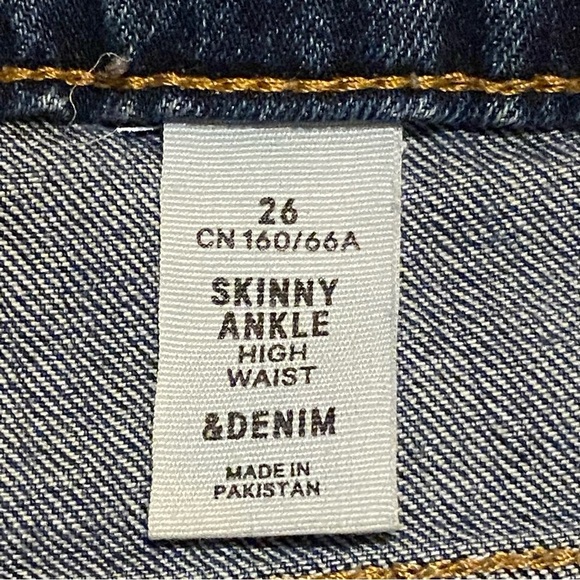 26
CN 160/66A
SKINNY
ANKLE
HIGH
WAIST
&DENIM
MADE IN
PAKISTAN